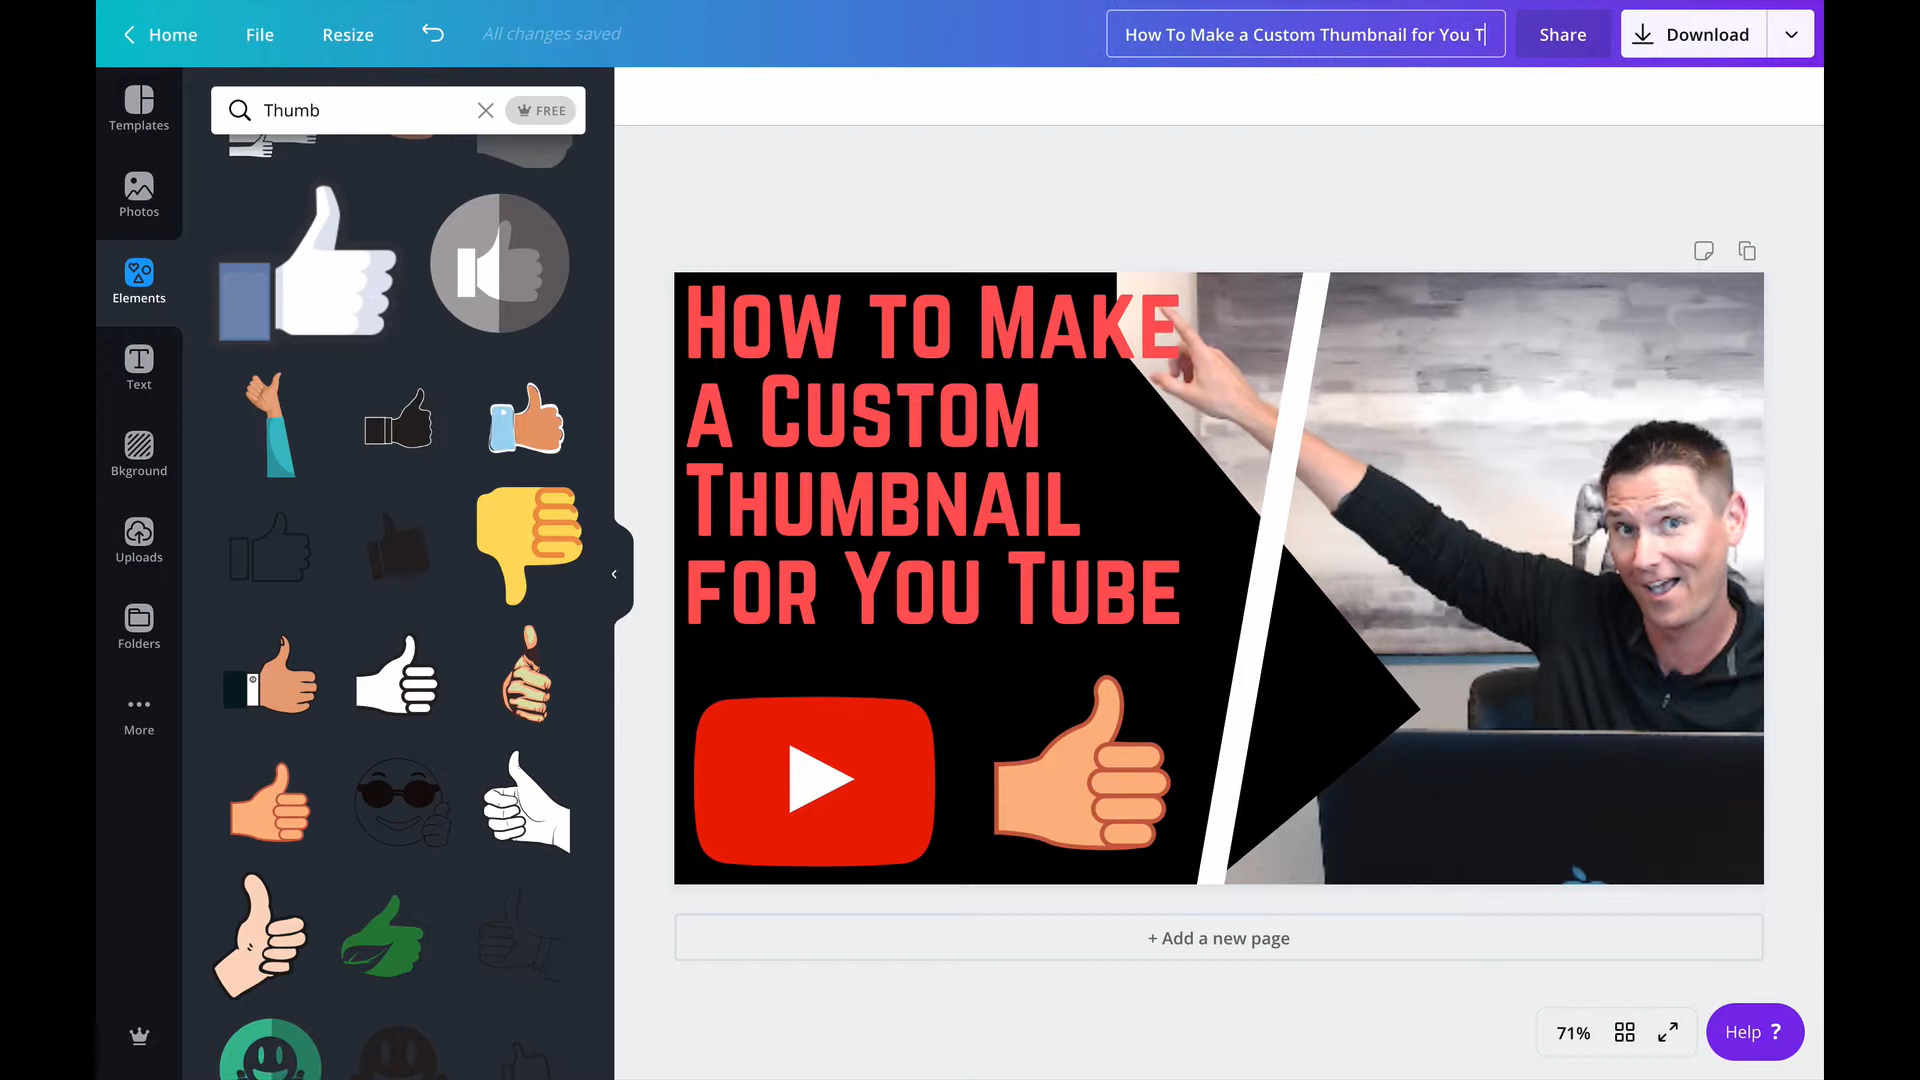 Home
File
Resize
All changes saved
How To Make a Custom Thumbnail for You T
Share
Download
Templates
Photos
Elements
Text
Bkground
Uploads
Folders
More
Thumb
FREE
How to Make
a Custom
Thumbnail
for You Tube
+ Add a new page
71%
Help ?